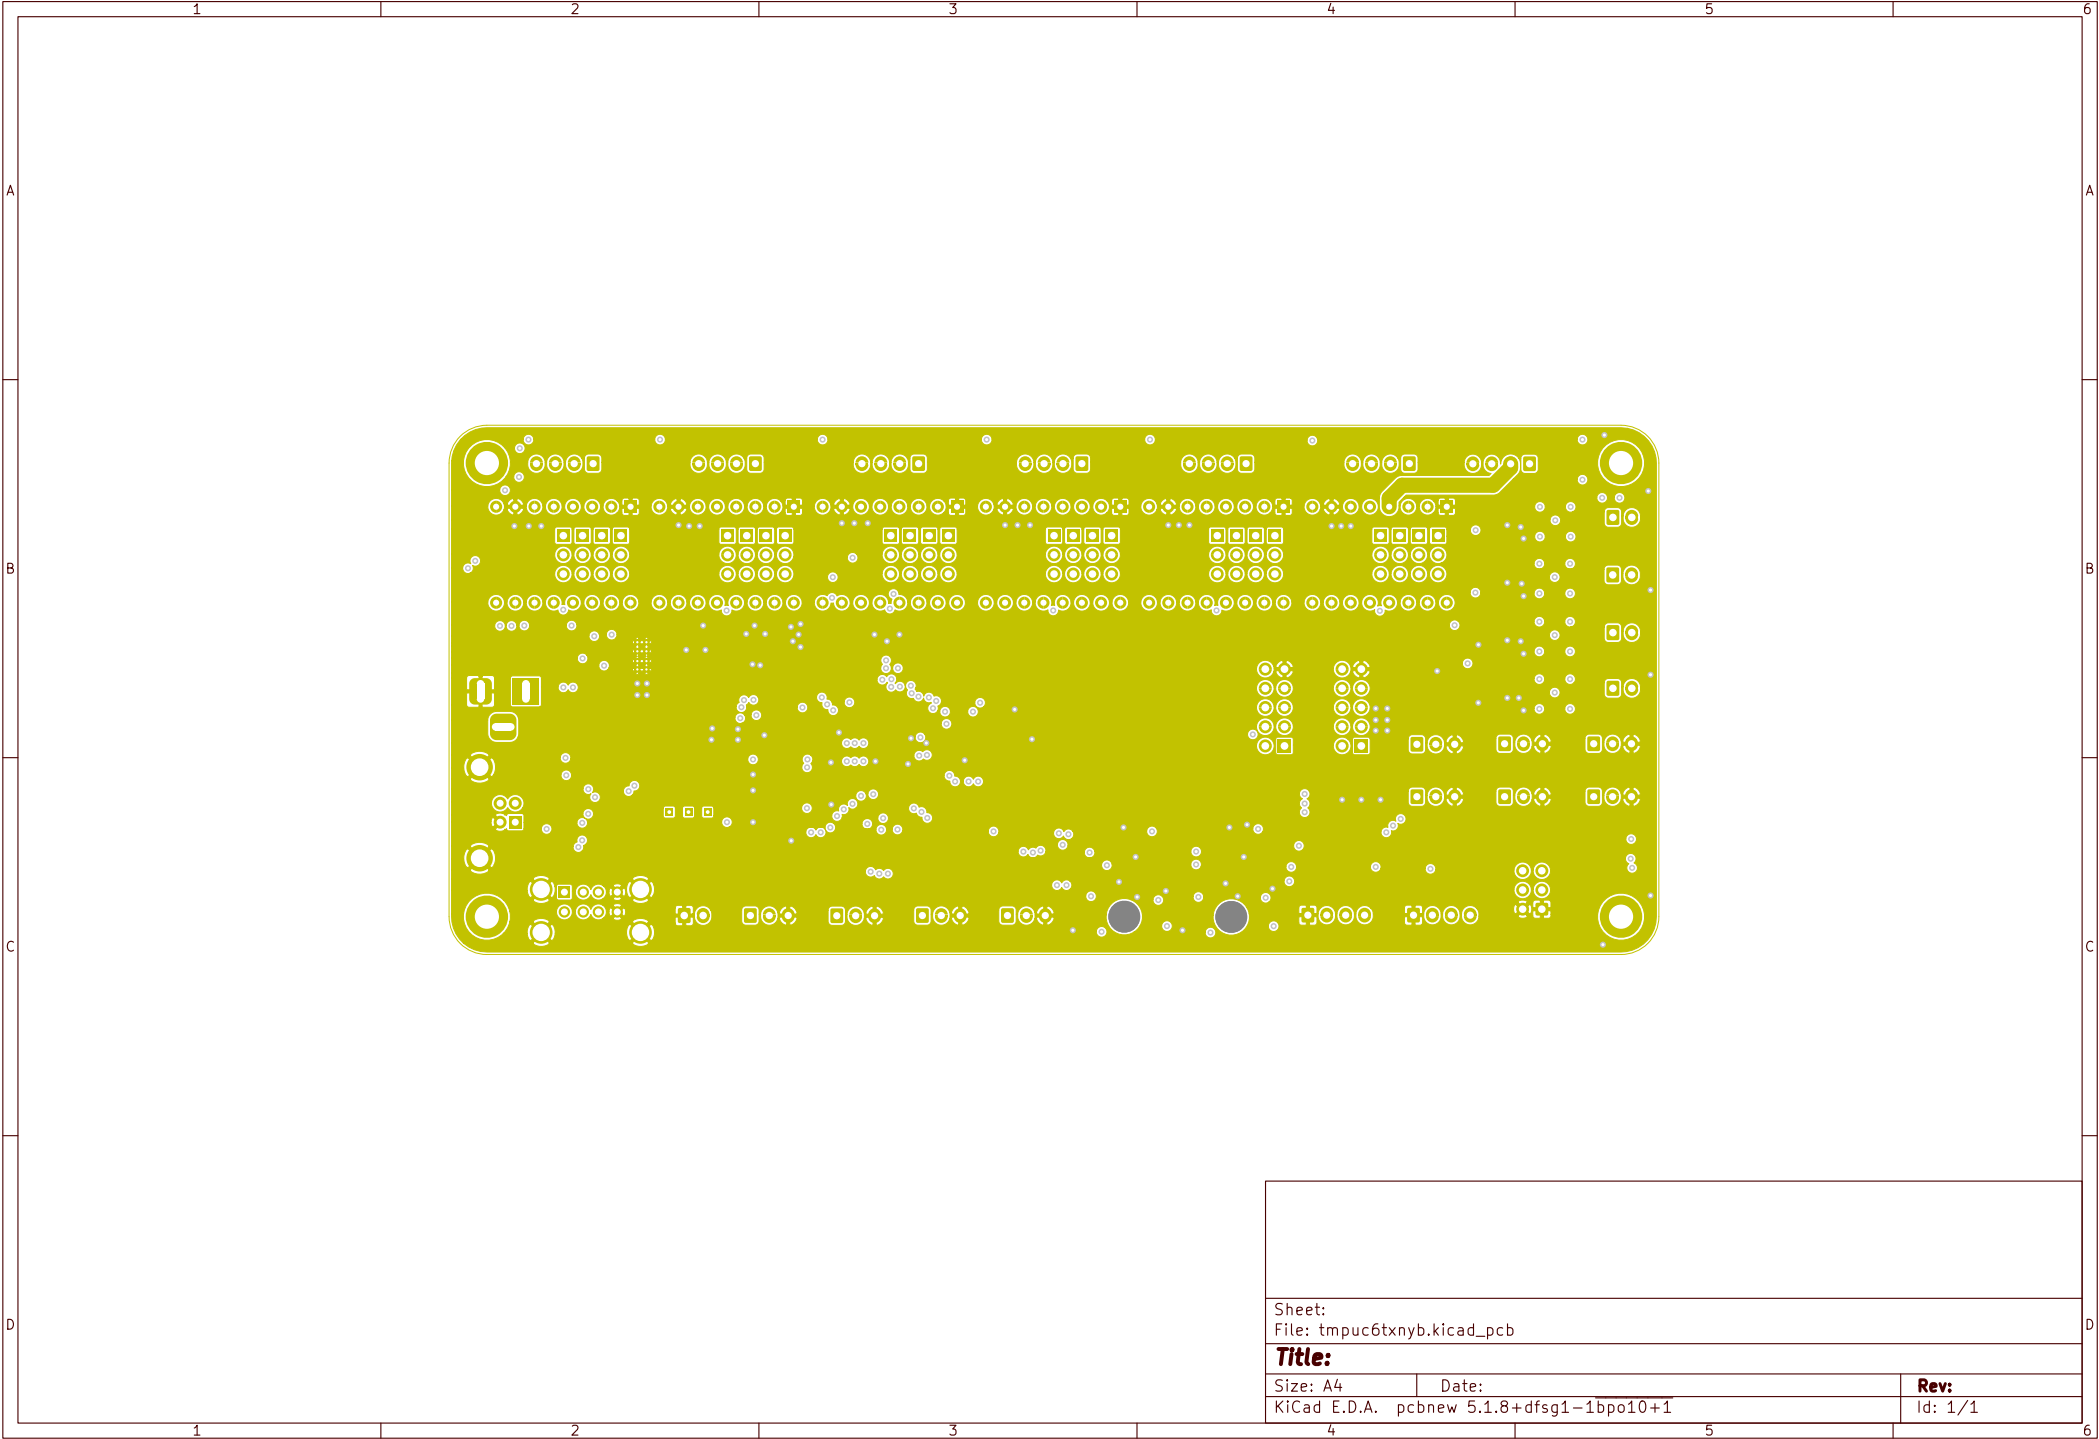 1 2 3 4 5 6
A A
B B
C C
D D
Sheet:
File: tmpuc6txnyb.kicad_pcb
Title:
Size: A4 Date: Rev:
KiCad E.D.A. pcbnew 5.1.8+dfsg1-1bpo10+1 Id: 1/1
1 2 3 4 5 6